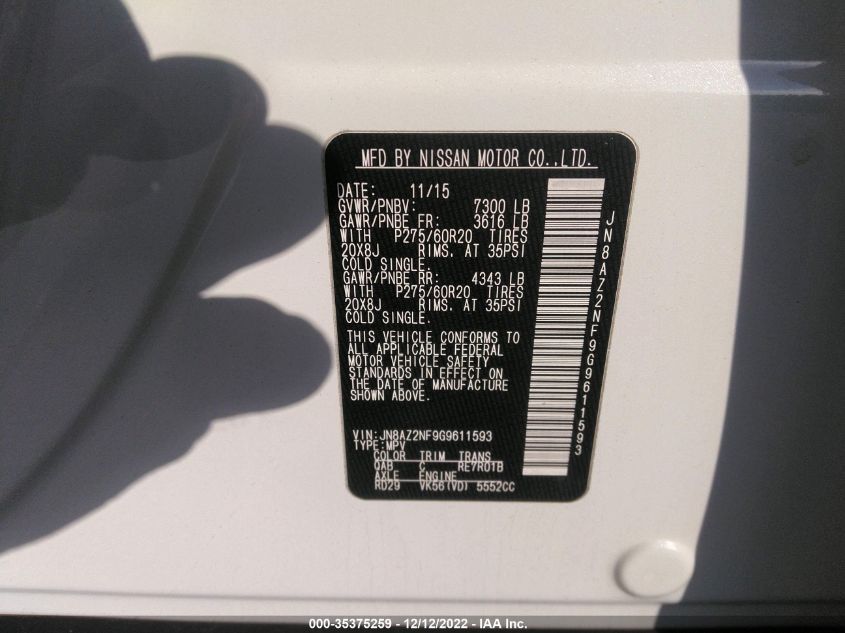 MFD BY NISSAN MOTOR CO.,LTD.
DATE: 11/15
GVWR/PNBV: 7300 LB
GAWR/PNBE FR: 3616 LB
WITH P275/60R20 TIRES
20X8J RIMS. AT 35PSI
COLD SINGLE.
GAWR/PNBE RR: 4343 LB
WITH P275/60R20 TIRES
20X8J RIMS. AT 35PSI
COLD SINGLE.
THIS VEHICLE CONFORMS TO
ALL APPLICABLE FEDERAL
MOTOR VEHICLE SAFETY
STANDARDS IN EFFECT ON
THE DATE OF MANUFACTURE
SHOWN ABOVE.
VIN:JN8AZ2NF9G9611593
TYPE:MPV
COLOR TRIM TRANS
QAB C RE7R01B
AXLE ENGINE
RD29 VK56(VD) 5552CC
JN8AZ2NF9G9611593
000-35375259 - 12/12/2022 - IAA Inc.